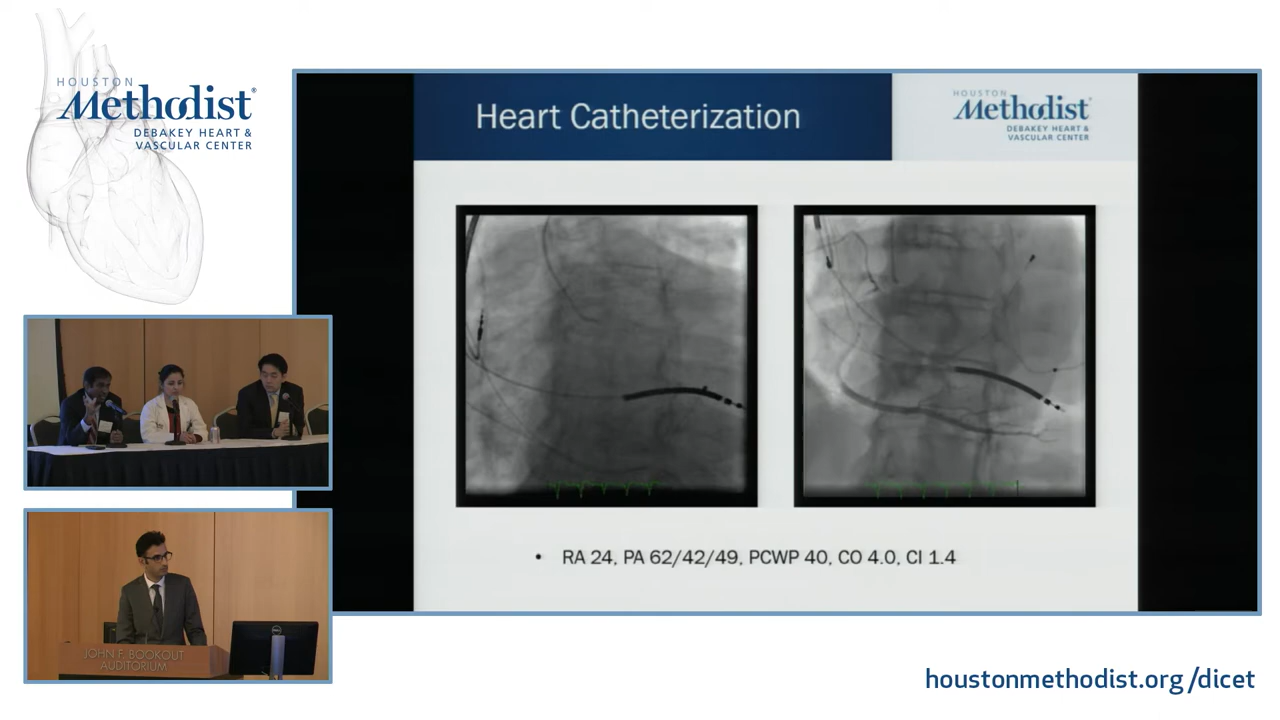 HOUSTON
Methodist®
DEBAKEY HEART &
VASCULAR CENTER
Heart Catheterization
HOUSTON
Methodist
DEBAKEY HEART &
VASCULAR CENTER
• RA 24, PA 62/42/49, PCWP 40, CO 4.0, CI 1.4
JOHN F. BOOKOUT
AUDITORIUM
DELL
houstonmethodist.org/dicet